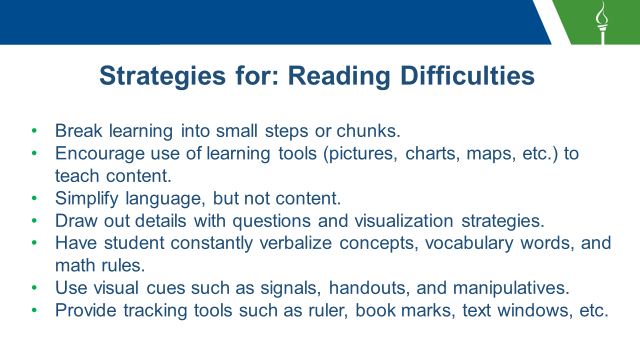 Strategies for: Reading Difficulties
• Break learning into small steps or chunks.
• Encourage use of learning tools (pictures, charts, maps, etc.) to
teach content.
• Simplify language, but not content.
• Draw out details with questions and visualization strategies.
• Have student constantly verbalize concepts, vocabulary words, and
math rules.
• Use visual cues such as signals, handouts, and manipulatives.
• Provide tracking tools such as ruler, book marks, text windows, etc.